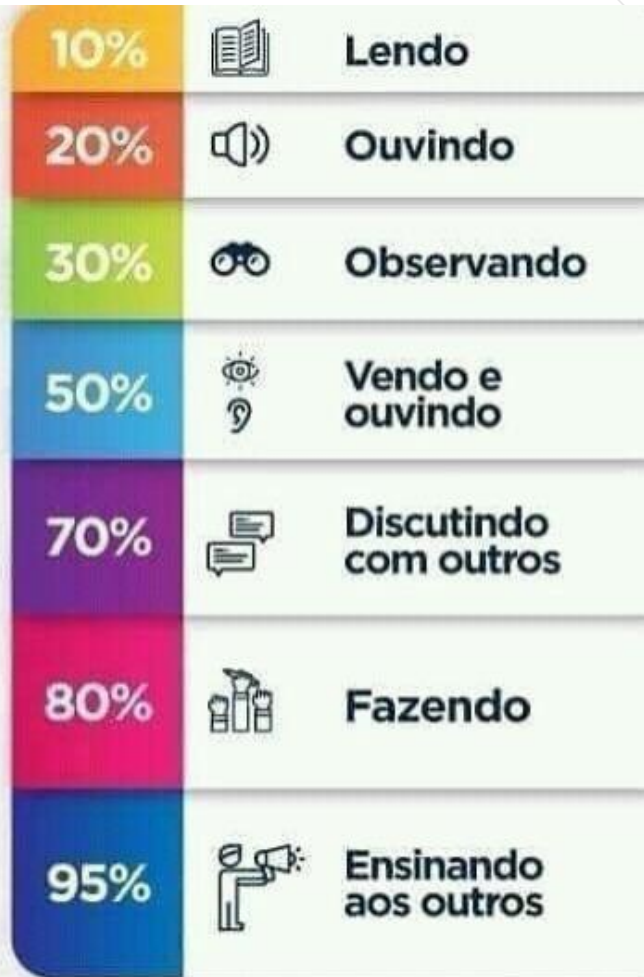 10%
Lendo
20%
Ouvindo
30%
Observando
50%
Vendo e
ouvindo
70%
Discutindo
com outros
80%
Fazendo
95%
Ensinando
aos outros